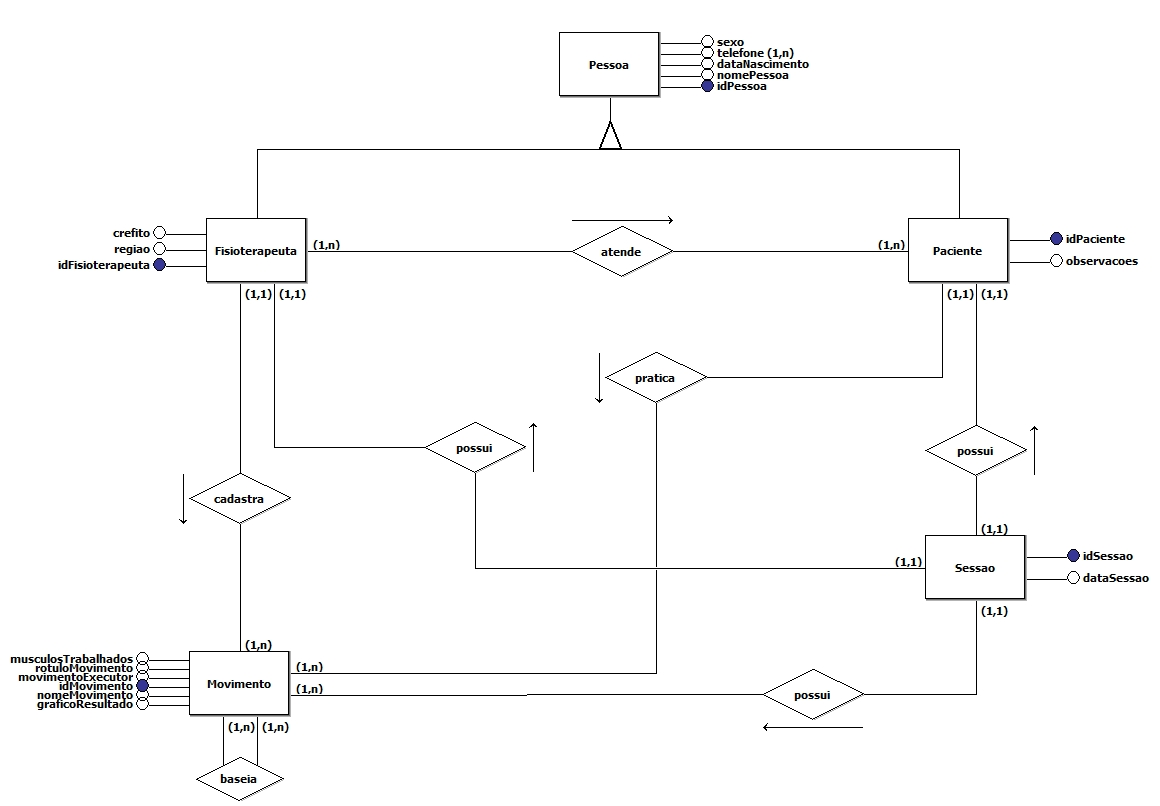 Pessoa
sexo
telefone (1,n)
dataNascimento
nomePessoa
idPessoa
crefito
regiao
idFisioterapeuta
Fisioterapeuta
(1,n)
atende
(1,n)
Paciente
idPaciente
observacoes
(1,1)
(1,1)
(1,1)
(1,1)
pratica
possui
possui
cadastra
(1,1)
(1,1)
Sessao
idSessao
dataSessao
(1,1)
(1,n)
musculosTrabalhados
rotuloMovimento
movimentoExecutor
idMovimento
nomeMovimento
graficoResultado
Movimento
(1,n)
(1,n)
possui
(1,n)
(1,n)
baseia